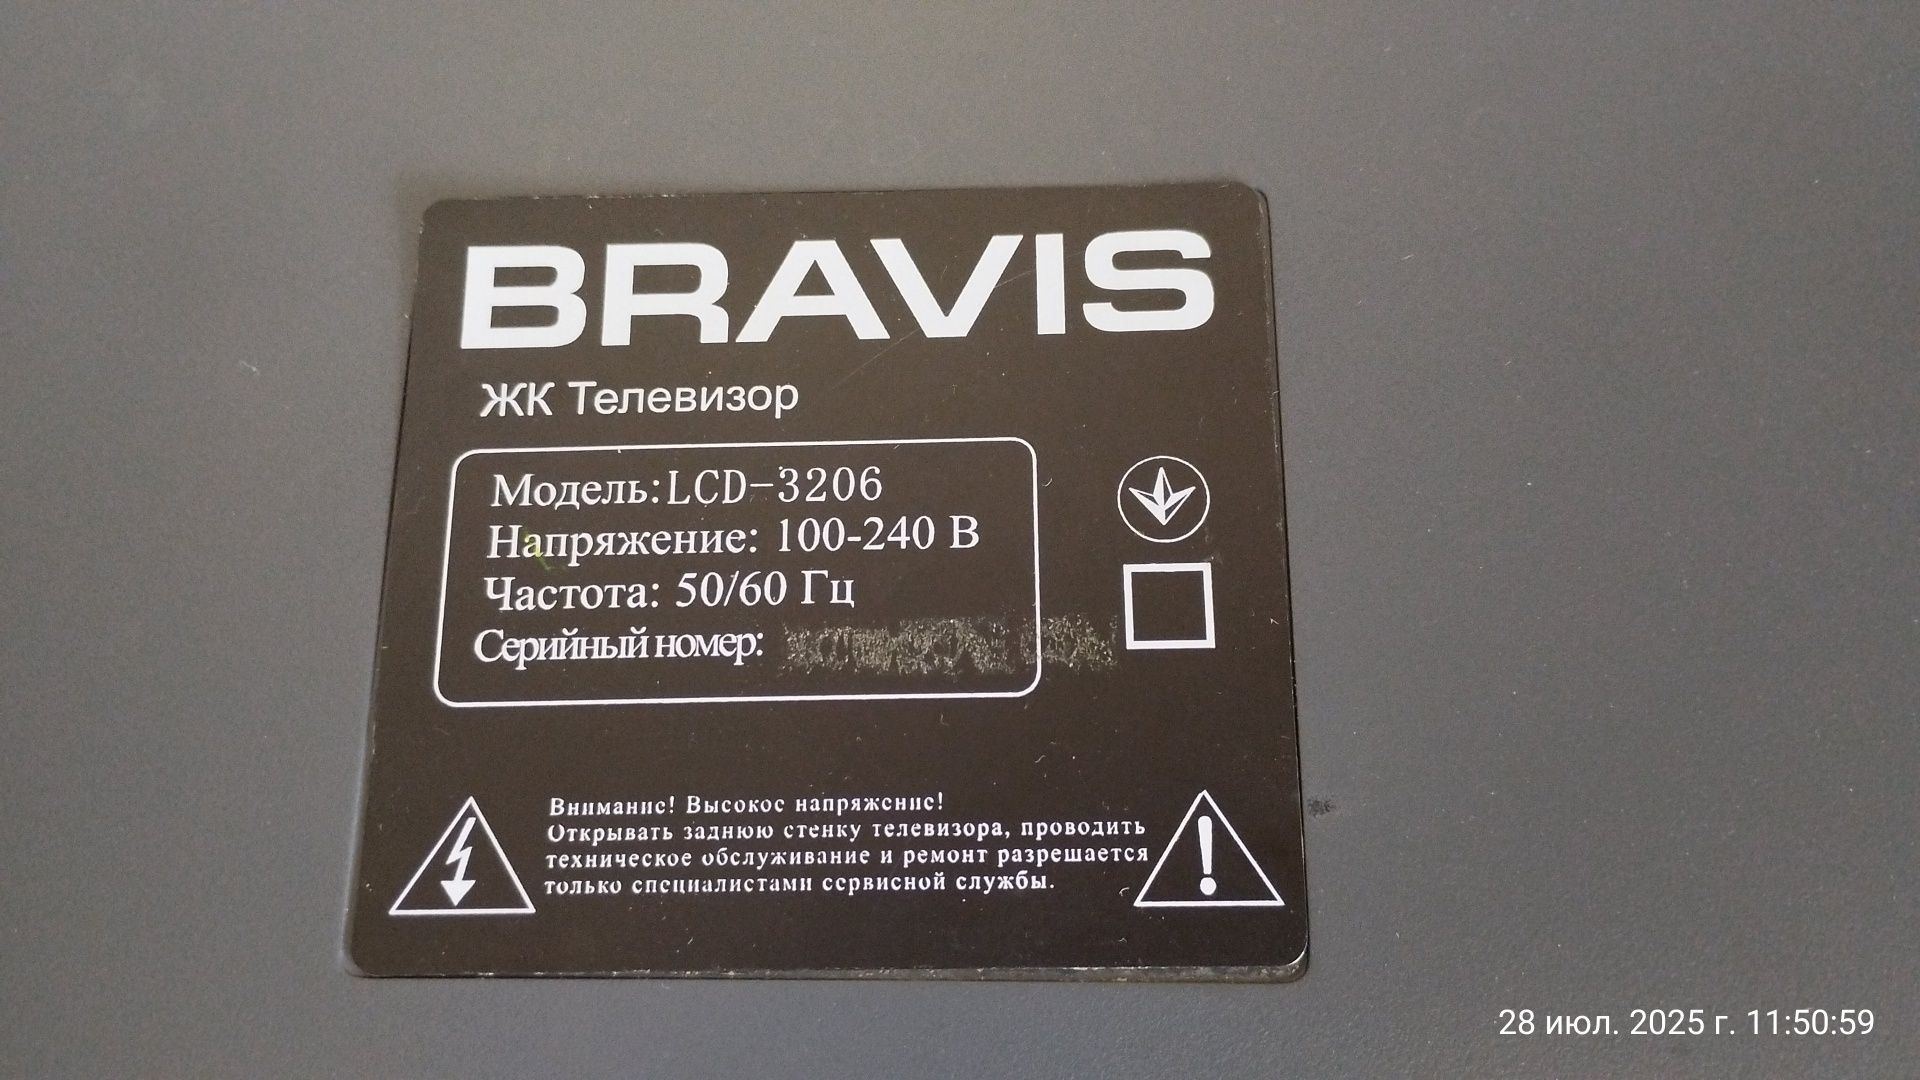 BRAVIS
ЖК Телевизор
Модель: LCD-3206
Напряжение: 100-240 В
Частота: 50/60 Гц
Серийный номер:
Внимание! Высокое напряжение!
Открывать заднюю стенку телевизора, проводить
техническое обслуживание и ремонт разрешается
только специалистами сервисной службы.
28 июл. 2025 г. 11:50:59